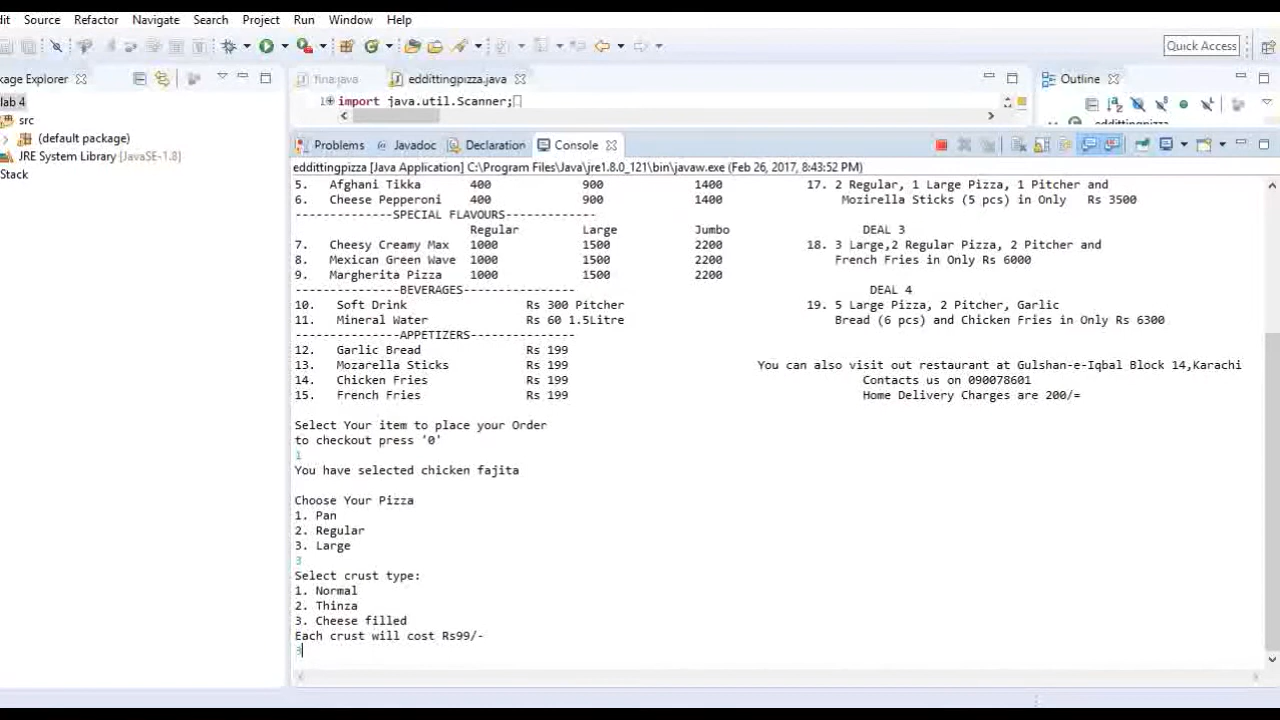 dit Source Refactor Navigate Search Project Run Window Help
Quick Access
kage Explorer
fina.java eddittingpizza.java
Outline
lab 4
1 import java.util.Scanner;
src
eddittingpizza
(default package)
JRE System Library [JavaSE-1.8]
Stack
Problems Javadoc Declaration Console
eddittingpizza [Java Application] C:\Program Files\Java\jre1.8.0_121\bin\javaw.exe (Feb 26, 2017, 8:43:52 PM)
5. Afghani Tikka 400 900 1400 17. 2 Regular, 1 Large Pizza, 1 Pitcher and
6. Cheese Pepperoni 400 900 1400 Mozirella Sticks (5 pcs) in Only Rs 3500
---------------SPECIAL FLAVOURS-------------
Regular Large Jumbo DEAL 3
7. Cheesy Creamy Max 1000 1500 2200 18. 3 Large,2 Regular Pizza, 2 Pitcher and
8. Mexican Green Wave 1000 1500 2200 French Fries in Only Rs 6000
9. Margherita Pizza 1000 1500 2200
---------------BEVERAGES---------------- DEAL 4
10. Soft Drink Rs 300 Pitcher 19. 5 Large Pizza, 2 Pitcher, Garlic
11. Mineral Water Rs 60 1.5Litre Bread (6 pcs) and Chicken Fries in Only Rs 6300
---------------APPETIZERS---------------
12. Garlic Bread Rs 199
13. Mozarella Sticks Rs 199 You can also visit out restaurant at Gulshan-e-Iqbal Block 14,Karachi
14. Chicken Fries Rs 199 Contacts us on 090078601
15. French Fries Rs 199 Home Delivery Charges are 200/=
Select Your item to place your Order
to checkout press '0'
1
You have selected chicken fajita
Choose Your Pizza
1. Pan
2. Regular
3. Large
3
Select crust type:
1. Normal
2. Thinza
3. Cheese filled
Each crust will cost Rs99/-
3